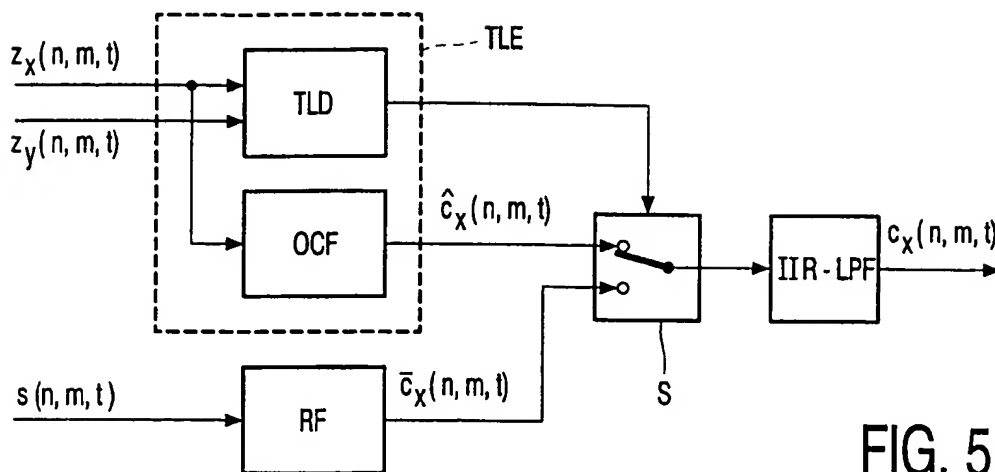 TLE
z_x(n, m, t)
TLD
z_y(n, m, t)
OCF
ĉ_x(n, m, t)
IIR-LPF
c_x(n, m, t)
S
s(n, m, t)
RF
c̄_x(n, m, t)
FIG. 5